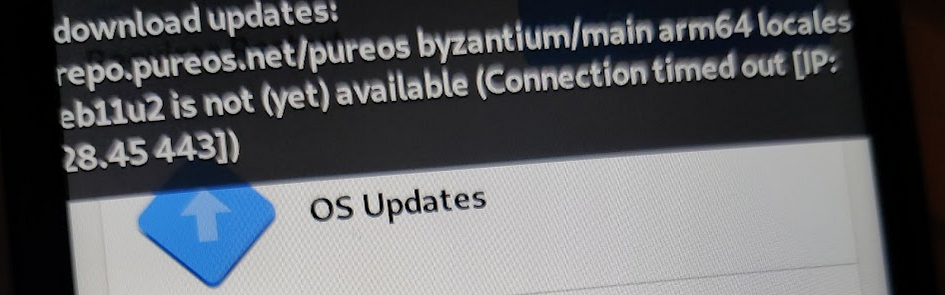 download updates:
repo.pureos.net/pureos byzantium/main arm64 locales
eb11u2 is not (yet) available (Connection timed out [IP:
28.45 443])
OS Updates